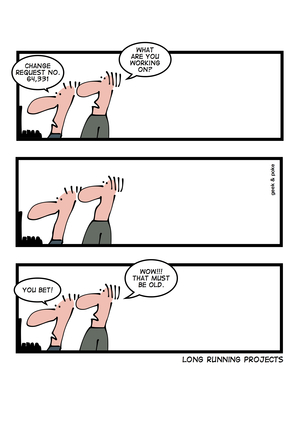 WHAT
ARE YOU
WORKING
ON?
CHANGE
REQUEST NO.
64,331
geek & poke
WOW!!!
THAT MUST
BE OLD.
YOU BET!
LONG RUNNING PROJECTS